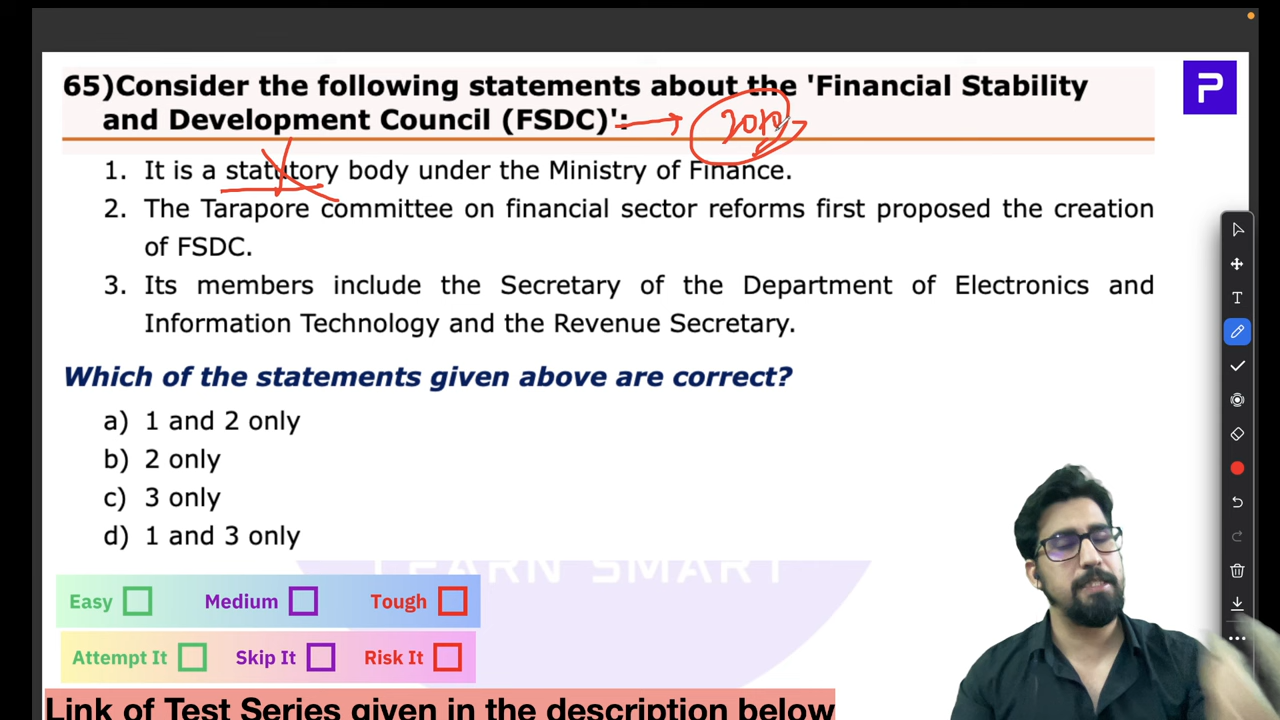 65)Consider the following statements about the 'Financial Stability
and Development Council (FSDC)':
2010
1. It is a statutory body under the Ministry of Finance.
2. The Tarapore committee on financial sector reforms first proposed the creation
of FSDC.
3. Its members include the Secretary of the Department of Electronics and
Information Technology and the Revenue Secretary.
Which of the statements given above are correct?
a) 1 and 2 only
b) 2 only
c) 3 only
d) 1 and 3 only
LEARN SMART
Easy Medium Tough
Attempt It Skip It Risk It
Link of Test Series given in the description below